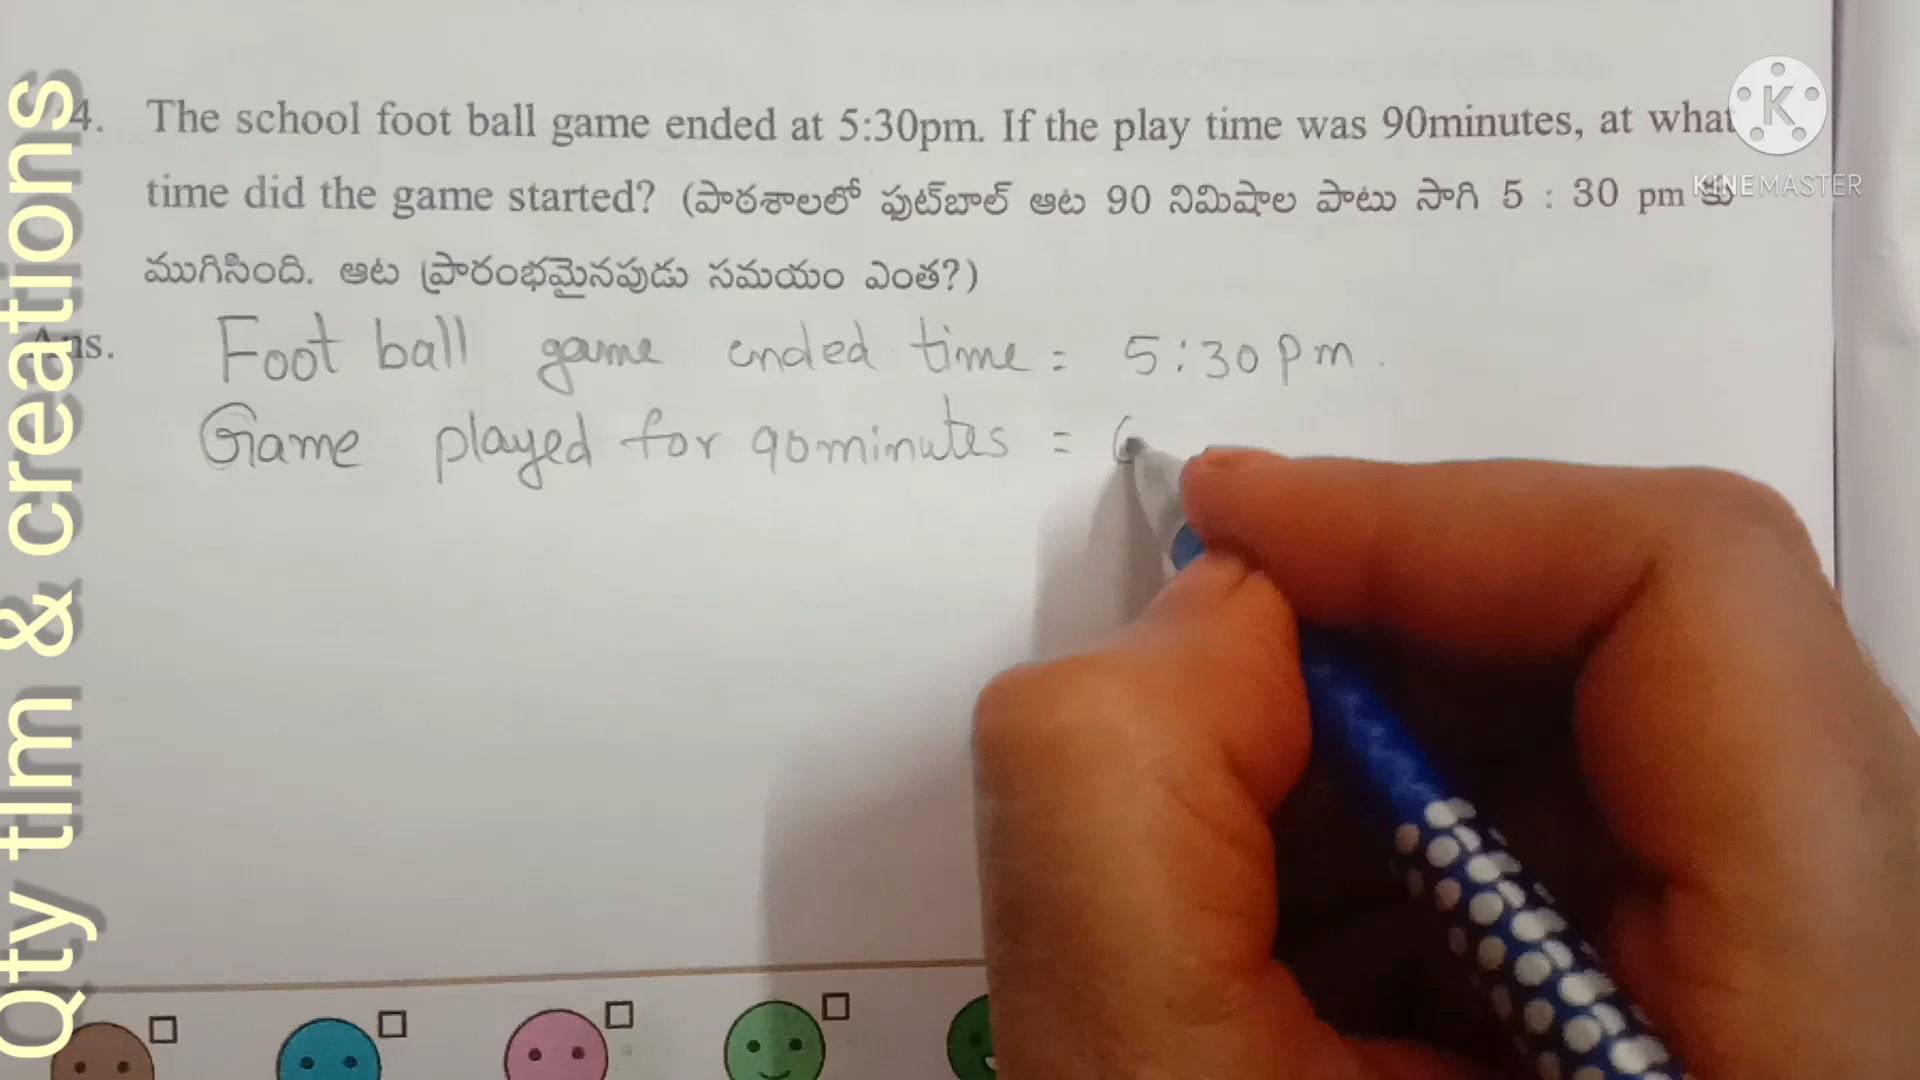 4. The school foot ball game ended at 5:30pm. If the play time was 90minutes, at what
time did the game started? (పాఠశాలలో ఫుట్‌బాల్ ఆట 90 నిమిషాల పాటు సాగి 5 : 30 pm కు
ముగిసింది. ఆట ప్రారంభమైనపుడు సమయం ఎంత?)
Ans. Foot ball game ended time = 5:30 pm.
Game played for 90minutes = 6
KINEMASTER
Qty tlm & creations